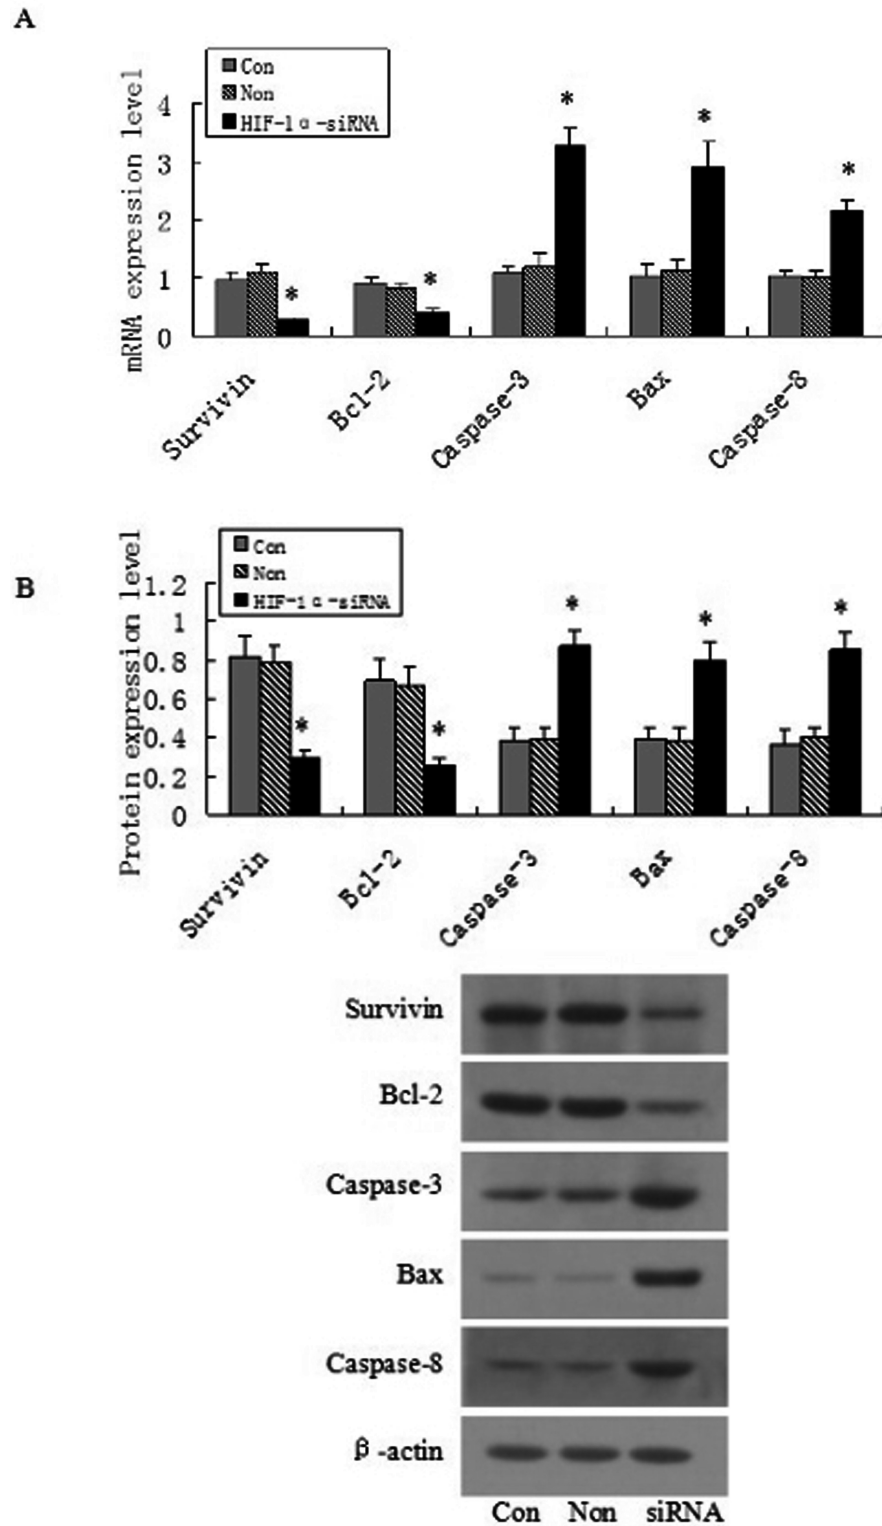 A
Con
Non
HIF-1α-siRNA
mRNA expression level
4
3
2
1
0
*
*
*
*
*
Survivin
Bcl-2
Caspase-3
Bax
Caspase-8
B
Con
Non
HIF-1α-siRNA
Protein expression level
1.2
1
0.8
0.6
0.4
0.2
0
*
*
*
*
*
Survivin
Bcl-2
Caspase-3
Bax
Caspase-8
Survivin
Bcl-2
Caspase-3
Bax
Caspase-8
β-actin
Con Non siRNA